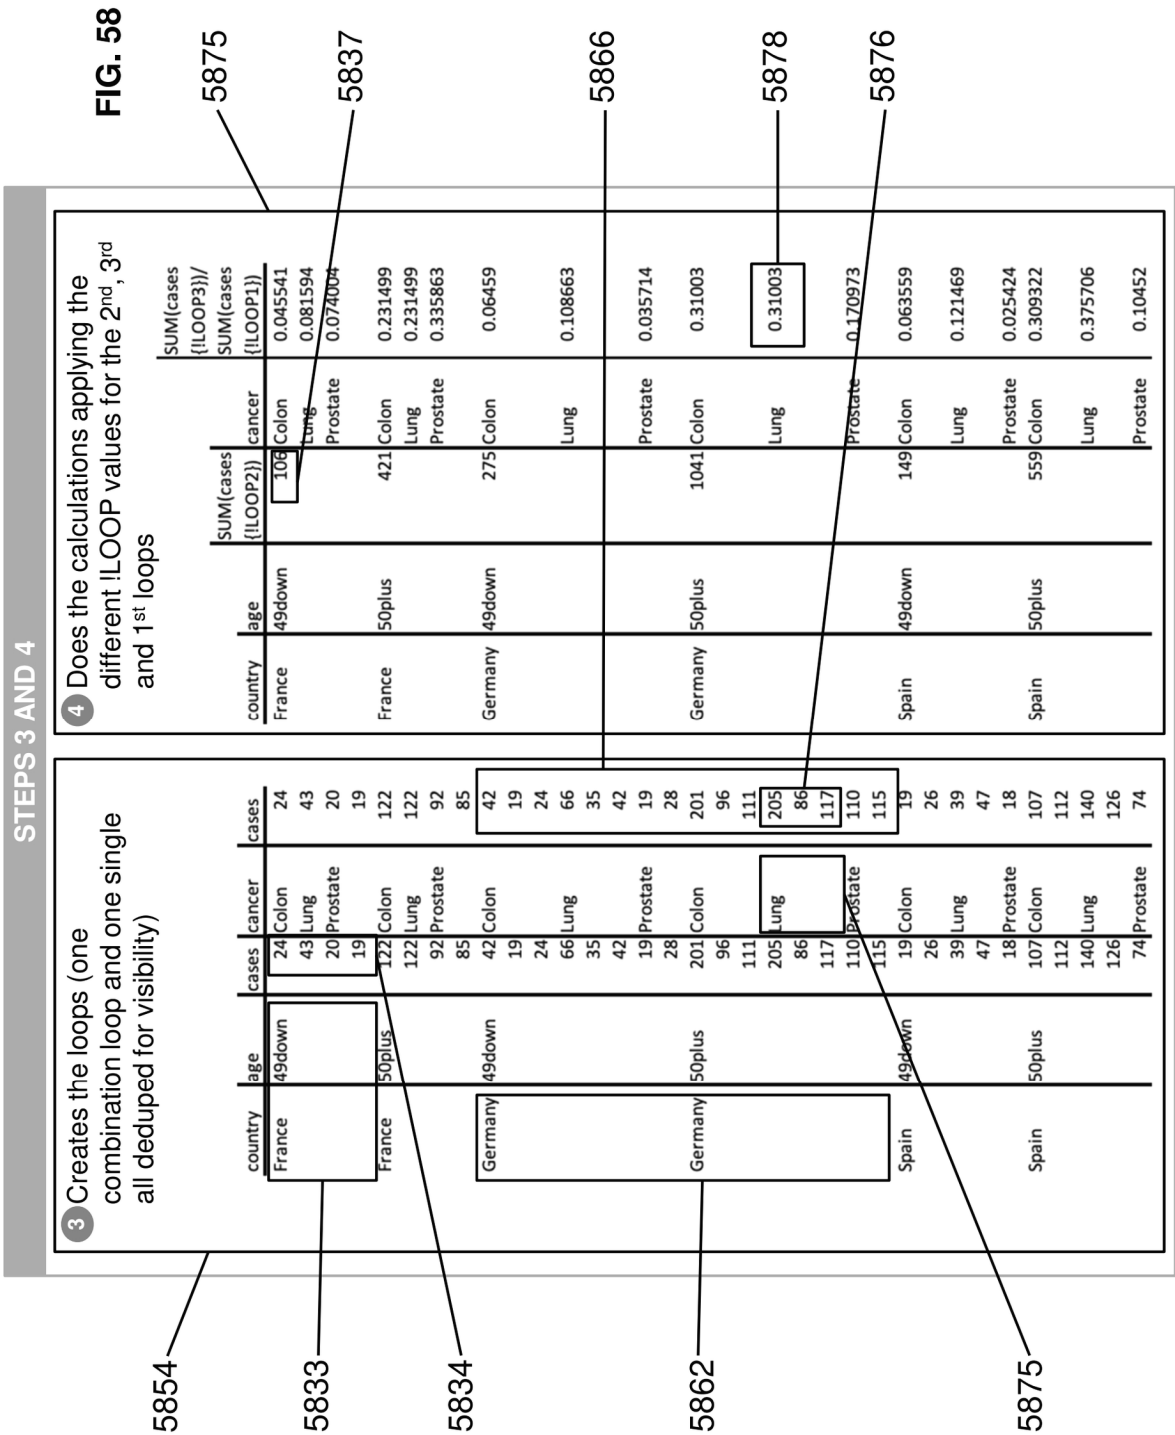 STEPS 3 AND 4
FIG. 58
3 Creates the loops (one
combination loop and one single
all deduped for visibility)
country age cases cancer cases
France 49down 24 Colon 24
43 Lung 43
20 Prostate 20
19 19
France 50plus 122 Colon 122
122 Lung 122
92 Prostate 92
85 85
Germany 49down 42 Colon 42
19 19
24 24
66 Lung 66
35 35
42 42
19 Prostate 19
28 28
Germany 50plus 201 Colon 201
96 96
111 111
205 Lung 205
86 86
117 117
110 Prostate 110
115 115
Spain 49down 19 Colon 19
26 26
39 Lung 39
47 47
18 Prostate 18
Spain 50plus 107 Colon 107
112 112
140 Lung 140
126 126
74 Prostate 74
4 Does the calculations applying the
different !LOOP values for the 2nd, 3rd
and 1st loops
SUM(cases
{!LOOP3})/
SUM(cases SUM(cases
country age {!LOOP2}) cancer {!LOOP1})
France 49down 106 Colon 0.045541
Lung 0.081594
Prostate 0.074004
France 50plus 421 Colon 0.231499
Lung 0.231499
Prostate 0.335863
Germany 49down 275 Colon 0.06459
Lung 0.108663
Prostate 0.035714
Germany 50plus 1041 Colon 0.31003
Lung 0.31003
Prostate 0.170973
Spain 49down 149 Colon 0.063559
Lung 0.121469
Prostate 0.025424
Spain 50plus 559 Colon 0.309322
Lung 0.375706
Prostate 0.10452
5854
5833
5834
5862
5875
5875
5837
5866
5878
5876